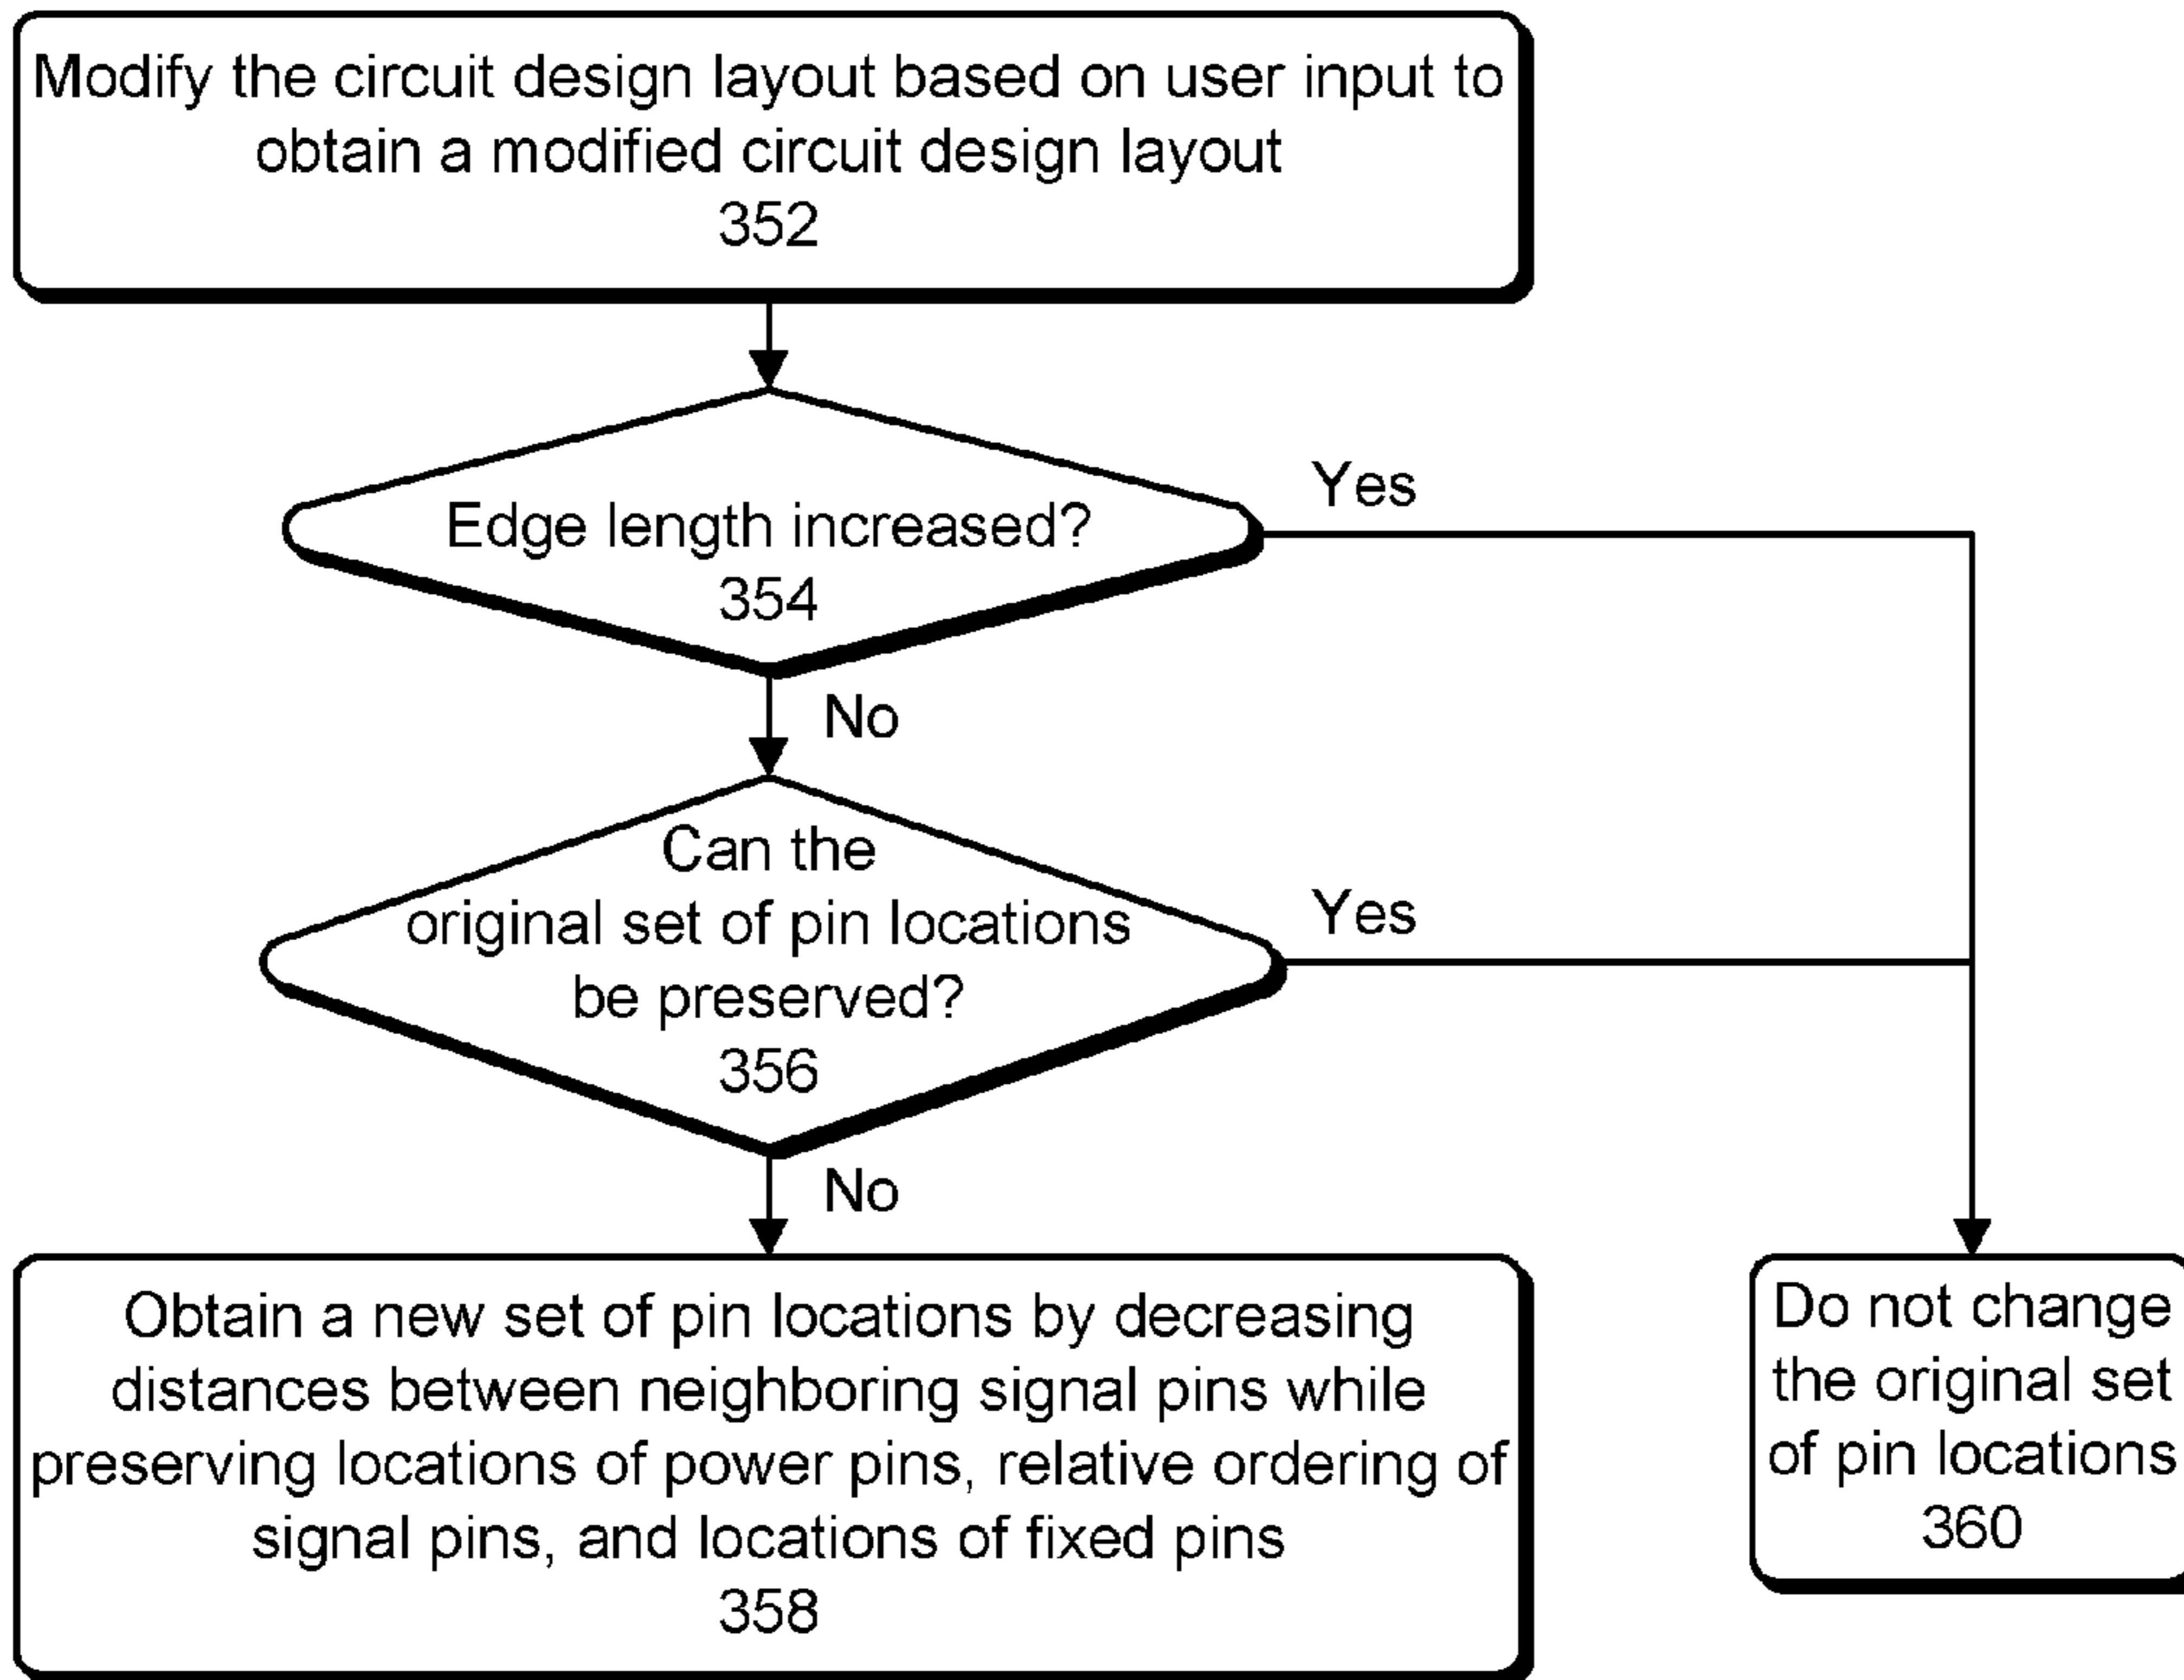 Modify the circuit design layout based on user input to
obtain a modified circuit design layout
352
Edge length increased?
354
Yes
No
Can the
original set of pin locations
be preserved?
356
Yes
No
Obtain a new set of pin locations by decreasing
distances between neighboring signal pins while
preserving locations of power pins, relative ordering of
signal pins, and locations of fixed pins
358
Do not change
the original set
of pin locations
360